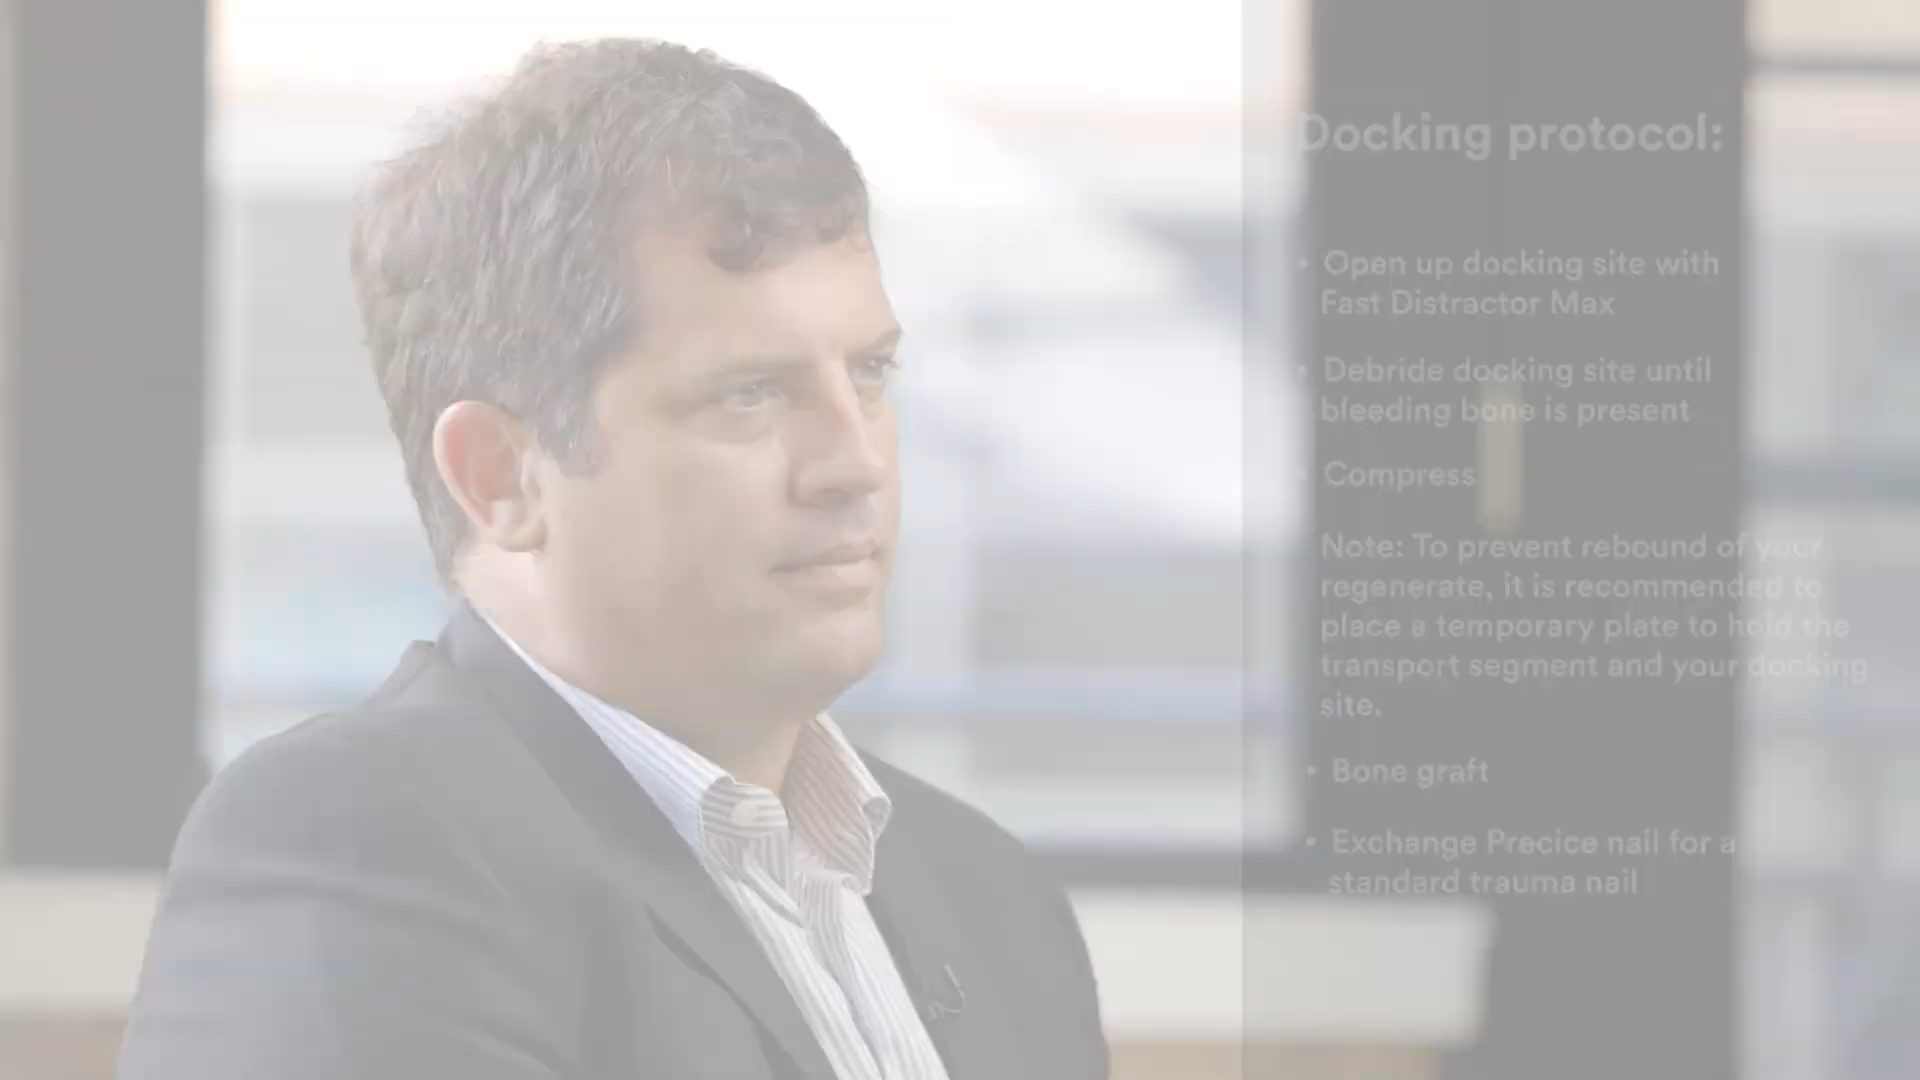 Docking protocol:
• Open up docking site with
Fast Distractor Max
• Debride docking site until
bleeding bone is present
• Compress
Note: To prevent rebound of your
regenerate, it is recommended to
place a temporary plate to hold the
transport segment and your docking
site.
• Bone graft
• Exchange Precice nail for a
standard trauma nail